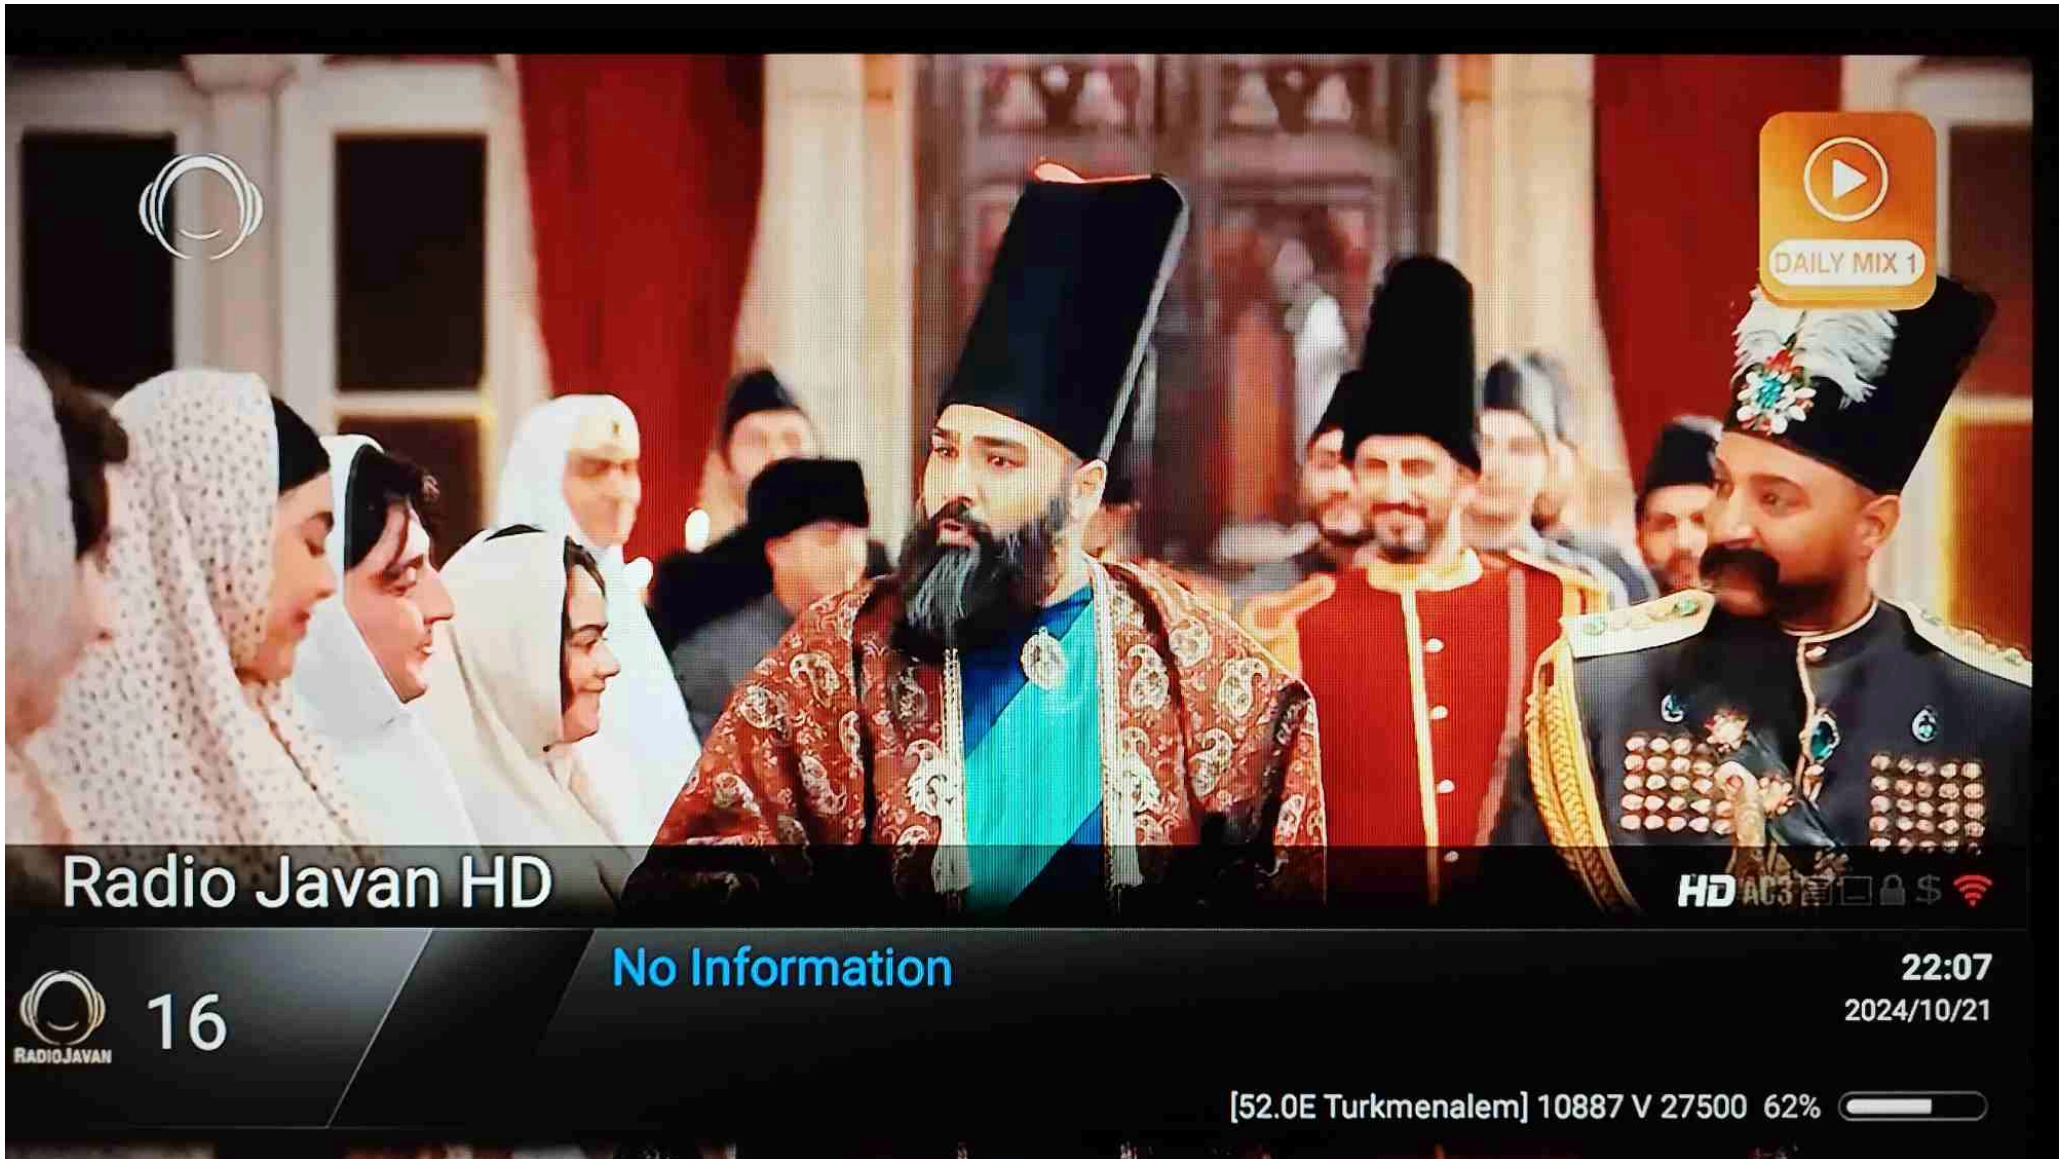 DAILY MIX 1
Radio Javan HD
HD AC3 $
No Information
22:07
2024/10/21
16
RADIOJAVAN
[52.0E Turkmenalem] 10887 V 27500 62%